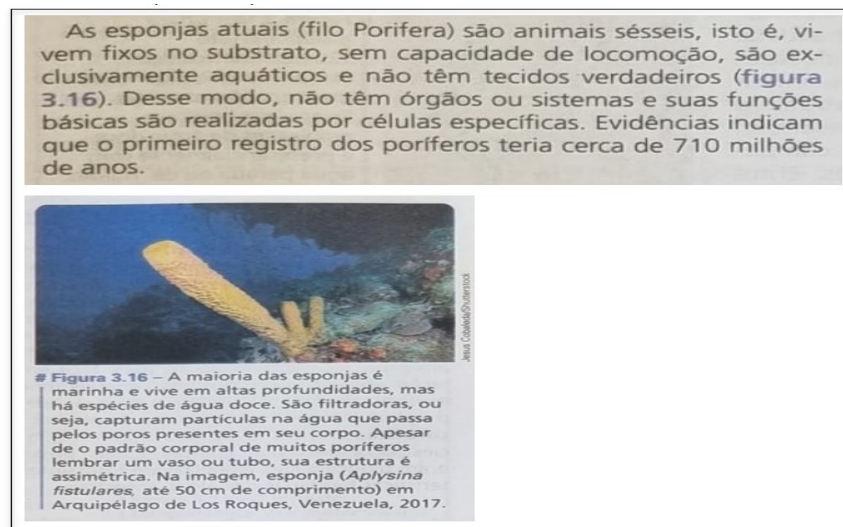 As esponjas atuais (filo Porifera) são animais sésseis, isto é, vi-
vem fixos no substrato, sem capacidade de locomoção, são ex-
clusivamente aquáticos e não têm tecidos verdadeiros (figura
3.16). Desse modo, não têm órgãos ou sistemas e suas funções
básicas são realizadas por células específicas. Evidências indicam
que o primeiro registro dos poríferos teria cerca de 710 milhões
de anos.
Jesus Cobaleda/Shutterstock
# Figura 3.16 – A maioria das esponjas é
marinha e vive em altas profundidades, mas
há espécies de água doce. São filtradoras, ou
seja, capturam partículas na água que passa
pelos poros presentes em seu corpo. Apesar
de o padrão corporal de muitos poríferos
lembrar um vaso ou tubo, sua estrutura é
assimétrica. Na imagem, esponja (Aplysina
fistulares, até 50 cm de comprimento) em
Arquipélago de Los Roques, Venezuela, 2017.